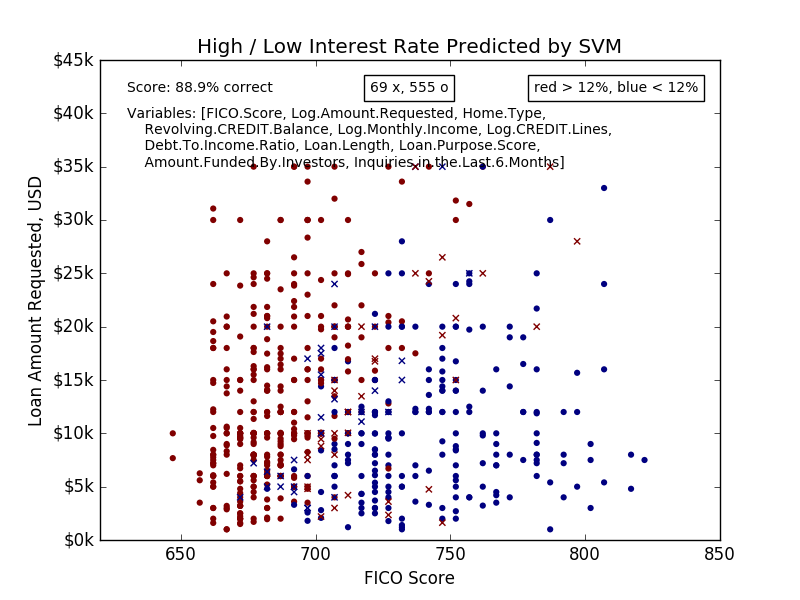 High / Low Interest Rate Predicted by SVM
$45k
Score: 88.9% correct
69 x, 555 o
red > 12%, blue < 12%
$40k
Variables: [FICO.Score, Log.Amount.Requested, Home.Type,
Revolving.CREDIT.Balance, Log.Monthly.Income, Log.CREDIT.Lines,
Debt.To.Income.Ratio, Loan.Length, Loan.Purpose.Score,
Amount.Funded.By.Investors, Inquiries.in.the.Last.6.Months]
$35k
$30k
$25k
$20k
$15k
$10k
$5k
$0k
Loan Amount Requested, USD
650
700
750
800
850
FICO Score